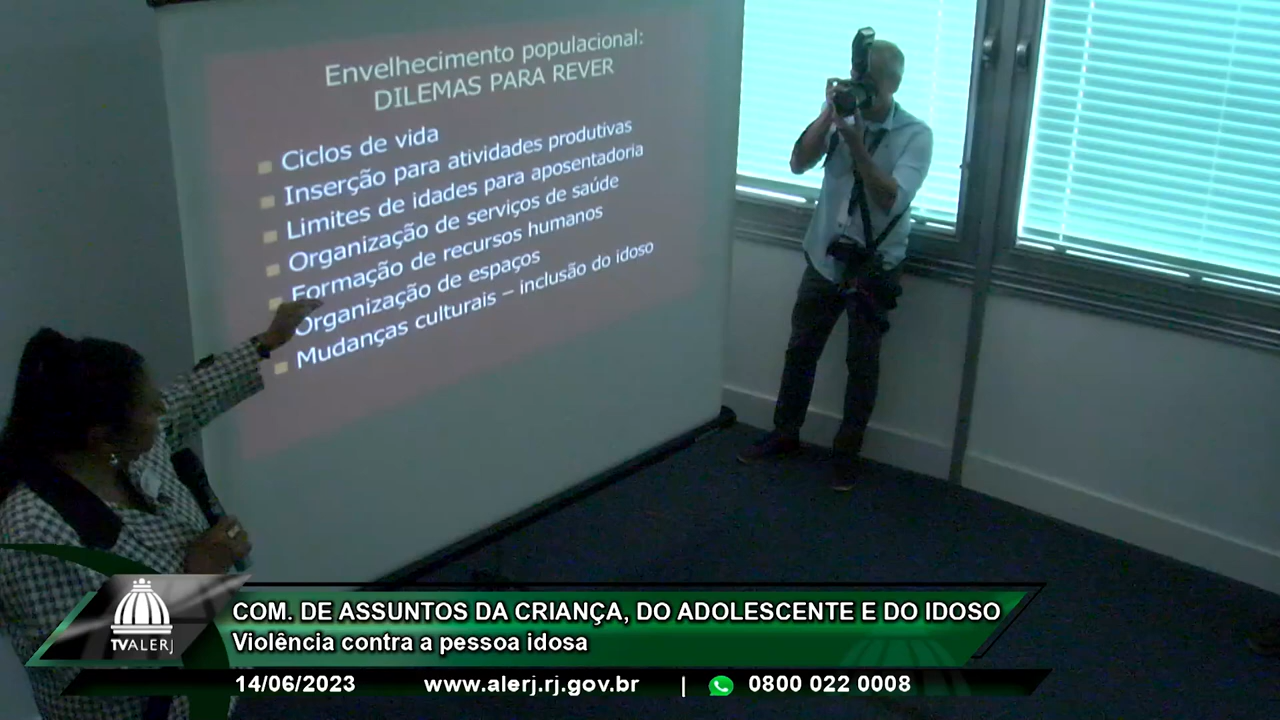 Envelhecimento populacional:
DILEMAS PARA REVER
Ciclos de vida
Inserção para atividades produtivas
Limites de idades para aposentadoria
Organização de serviços de saúde
Formação de recursos humanos
Organização de espaços
Mudanças culturais – inclusão do idoso
COM. DE ASSUNTOS DA CRIANÇA, DO ADOLESCENTE E DO IDOSO
Violência contra a pessoa idosa
TVALERJ
14/06/2023 www.alerj.rj.gov.br | 0800 022 0008